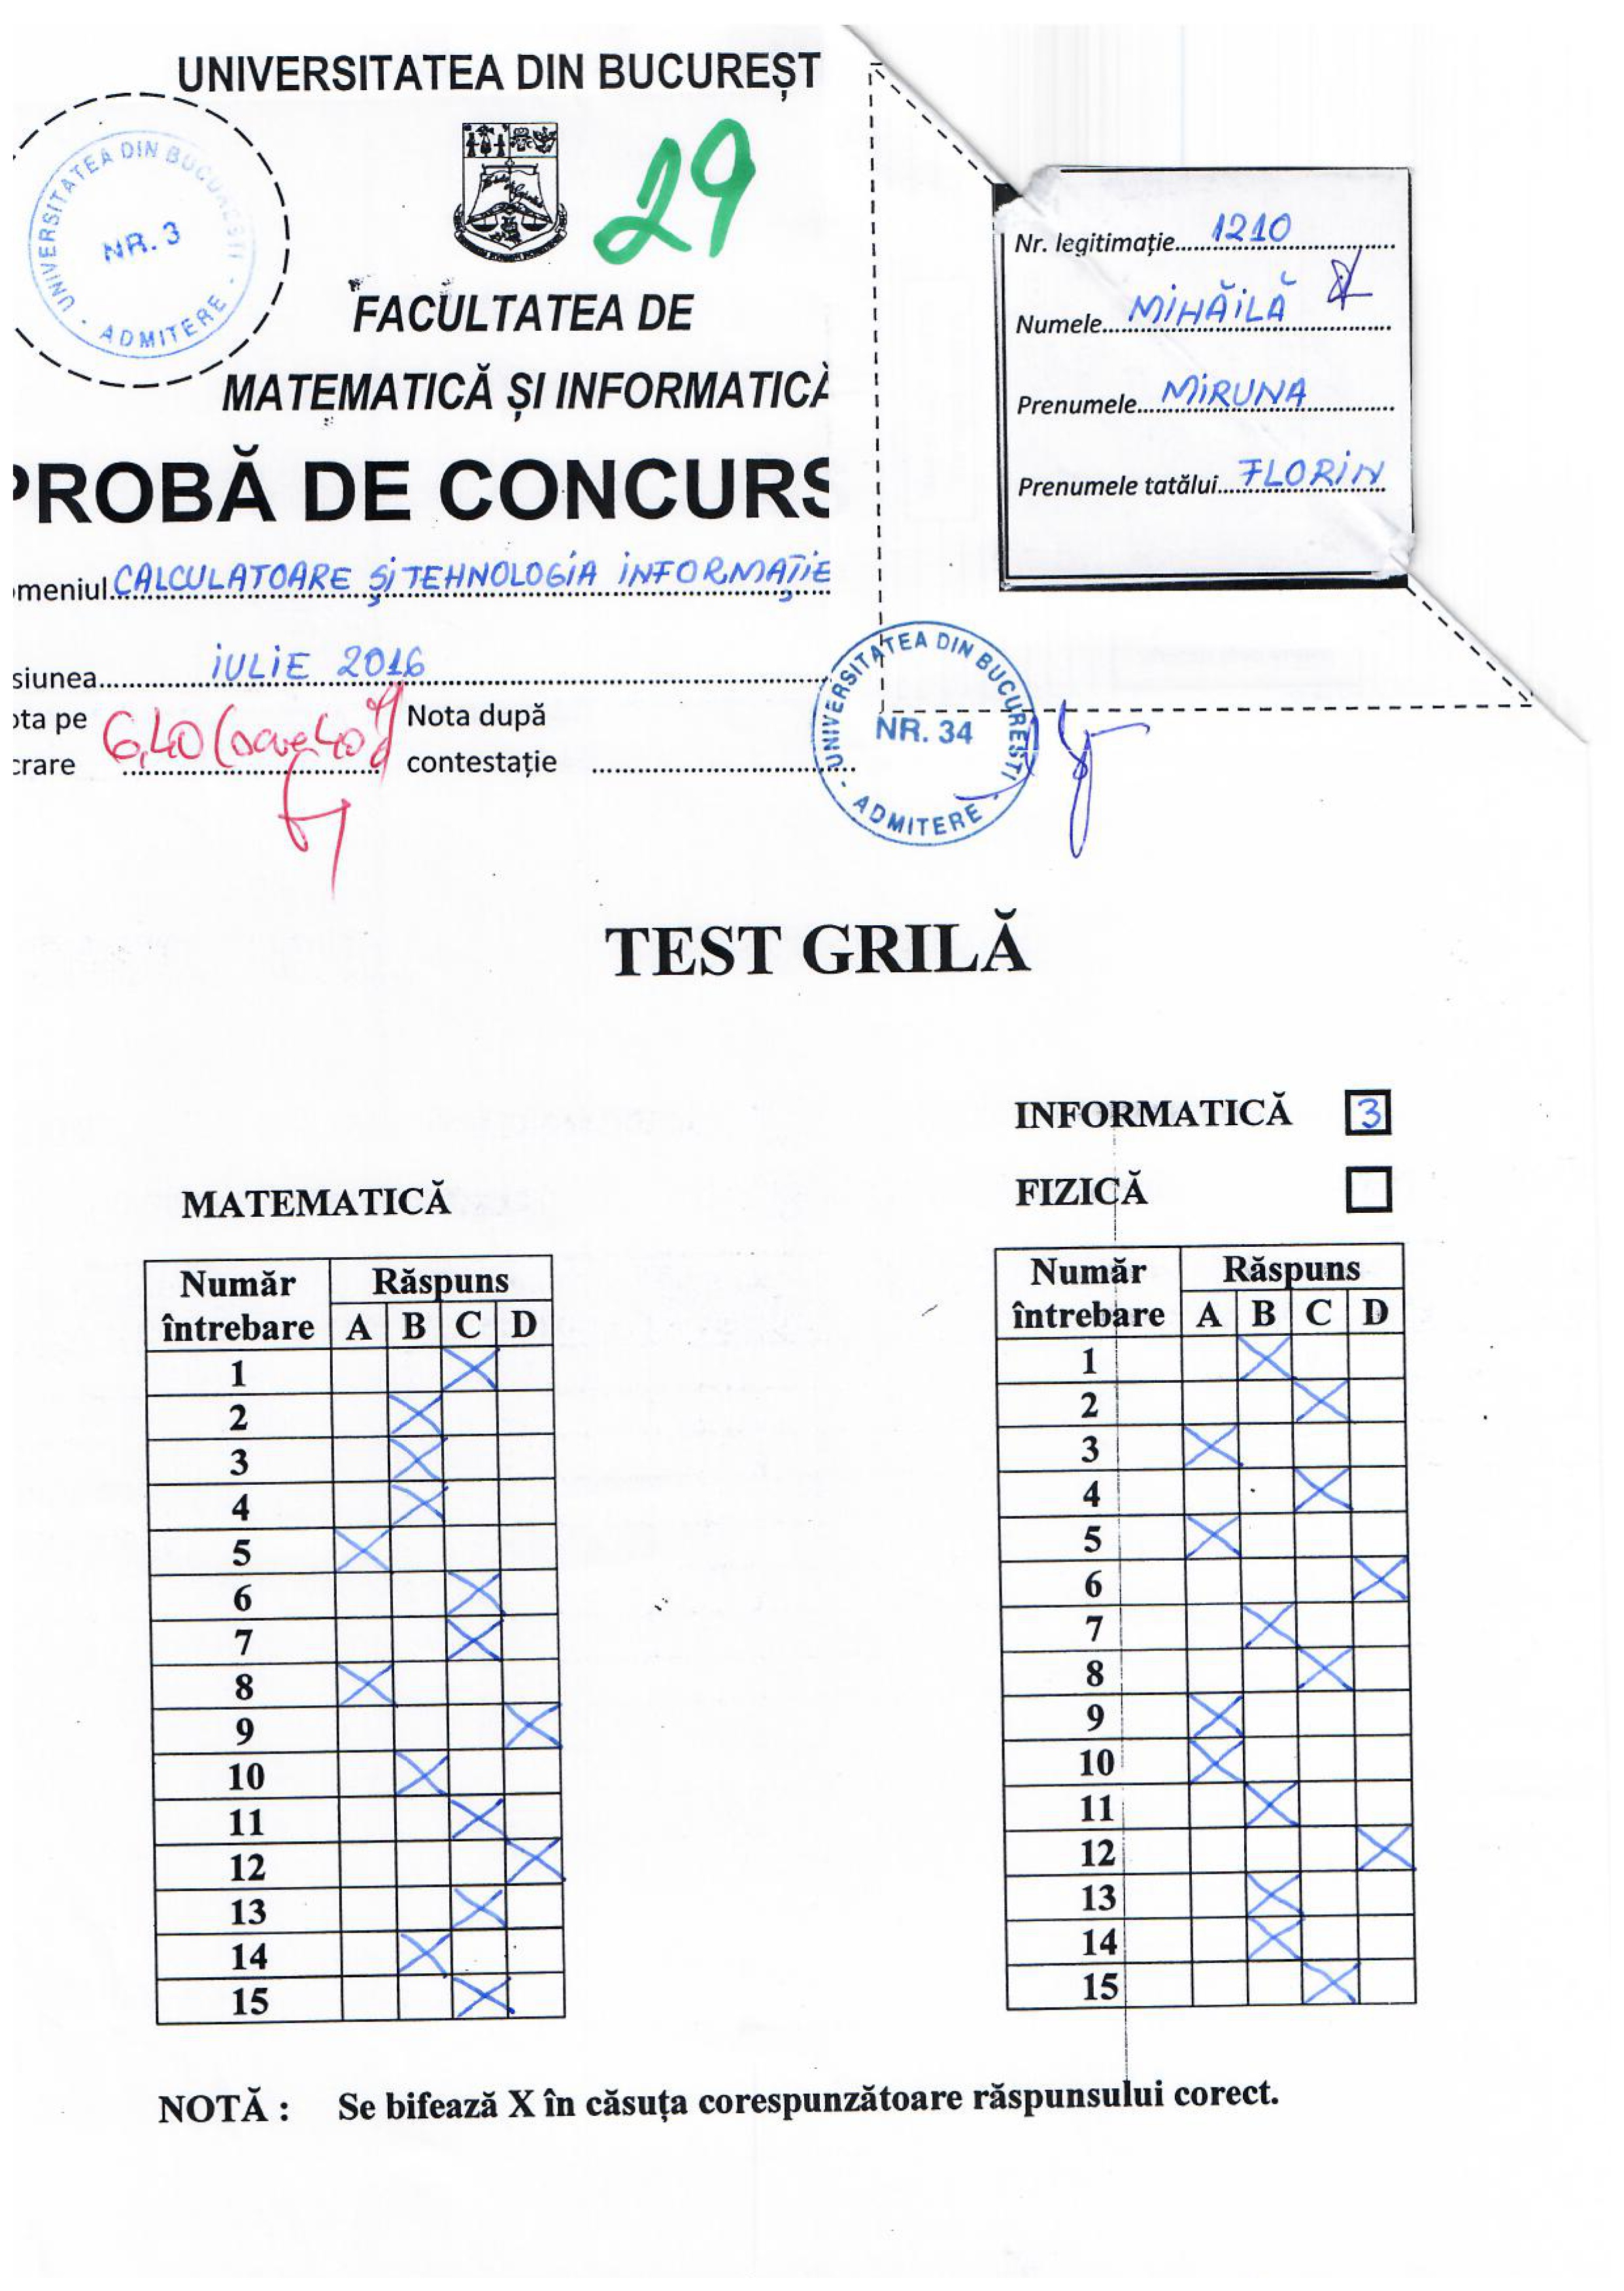 UNIVERSITATEA DIN BUCUREȘT
UNIVERSITATEA DIN BUCUREȘTI - ADMITERE -
NR. 3
29
FACULTATEA DE
MATEMATICĂ ȘI INFORMATICĂ
PROBĂ DE CONCURS
meniul CALCULATOARE ȘI TEHNOLOGIA INFORMAȚIE
siunea IULIE 2016
ota pe
crare 6,40 (
Nota după
contestație
Nr. legitimație 1210
Numele MIHĂILĂ
Prenumele MIRUNA
Prenumele tatălui FLORIN
UNIVERSITATEA DIN BUCUREȘTI - ADMITERE -
NR. 34
TEST GRILĂ
INFORMATICĂ 3
FIZICĂ
MATEMATICĂ
Număr întrebare Răspuns
A B C D
1 X
2 X
3 X
4 X
5 X
6 X
7 X
8 X
9 X
10 X
11 X
12 X
13 X
14 X
15 X
Număr întrebare Răspuns
A B C D
1 X
2 X
3 X
4 X
5 X
6 X
7 X
8 X
9 X
10 X
11 X
12 X
13 X
14 X
15 X
NOTĂ : Se bifează X în căsuța corespunzătoare răspunsului corect.